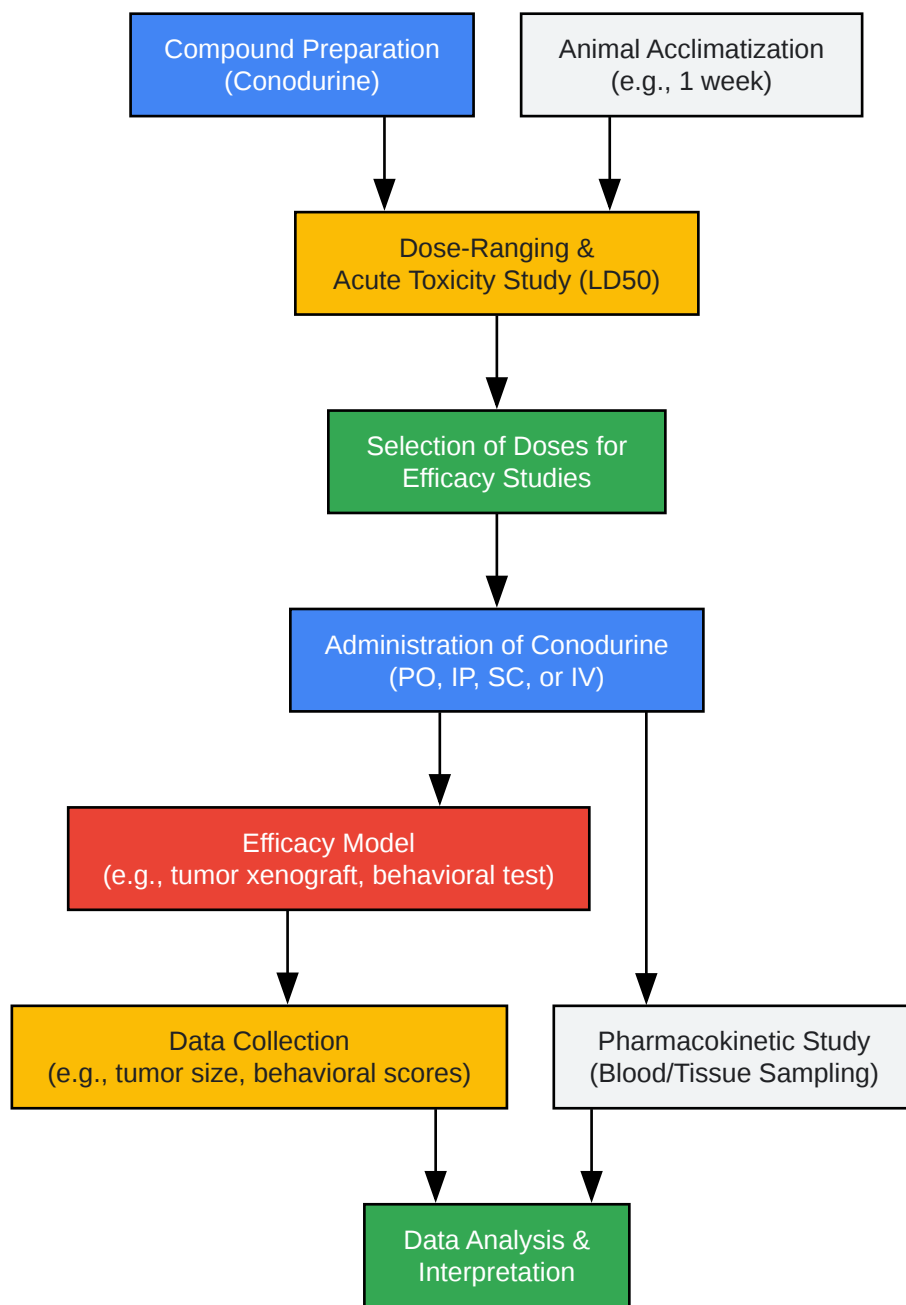 Compound Preparation
(Conodurine)
Animal Acclimatization
(e.g., 1 week)
Dose-Ranging &
Acute Toxicity Study (LD50)
Selection of Doses for
Efficacy Studies
Administration of Conodurine
(PO, IP, SC, or IV)
Efficacy Model
(e.g., tumor xenograft, behavioral test)
Data Collection
(e.g., tumor size, behavioral scores)
Pharmacokinetic Study
(Blood/Tissue Sampling)
Data Analysis &
Interpretation